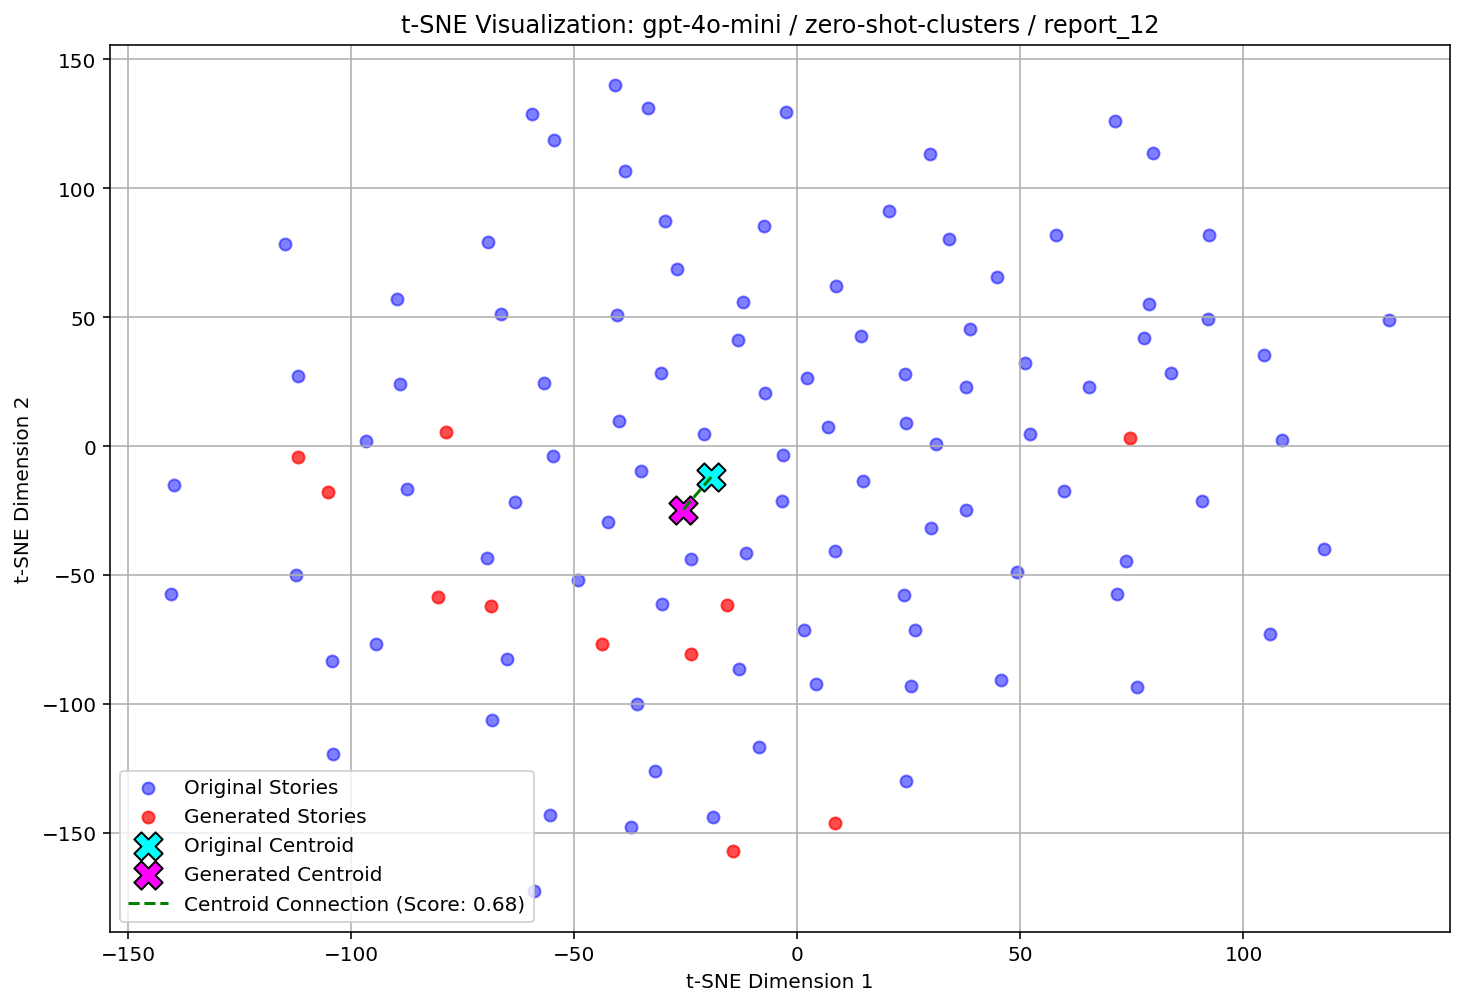 t-SNE Visualization: gpt-4o-mini / zero-shot-clusters / report_12
150
100
50
0
−50
−100
−150
t-SNE Dimension 2
Original Stories
Generated Stories
Original Centroid
Generated Centroid
Centroid Connection (Score: 0.68)
−150
−100
−50
0
50
100
t-SNE Dimension 1